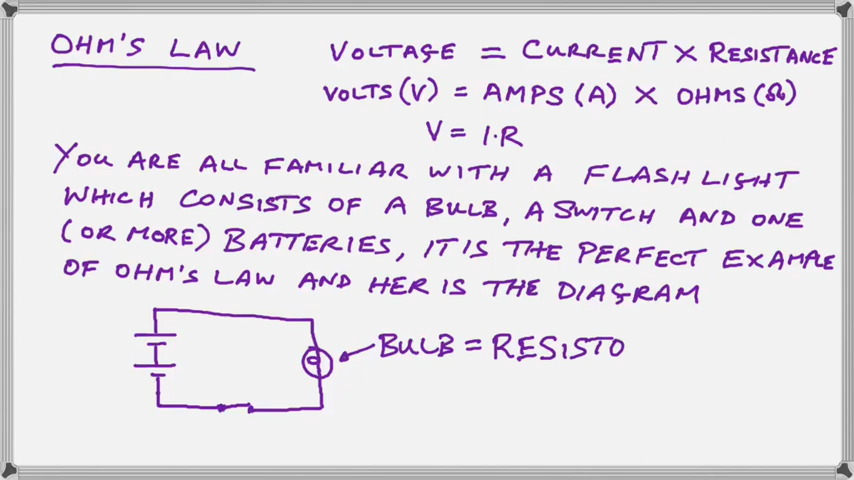 OHM'S LAW
VOLTAGE = CURRENT X RESISTANCE
VOLTS (V) = AMPS (A) X OHMS (Ω)
V = I·R
YOU ARE ALL FAMILIAR WITH A FLASHLIGHT
WHICH CONSISTS OF A BULB, A SWITCH AND ONE
(OR MORE) BATTERIES, IT IS THE PERFECT EXAMPLE
OF OHM'S LAW AND HER IS THE DIAGRAM
BULB = RESISTO